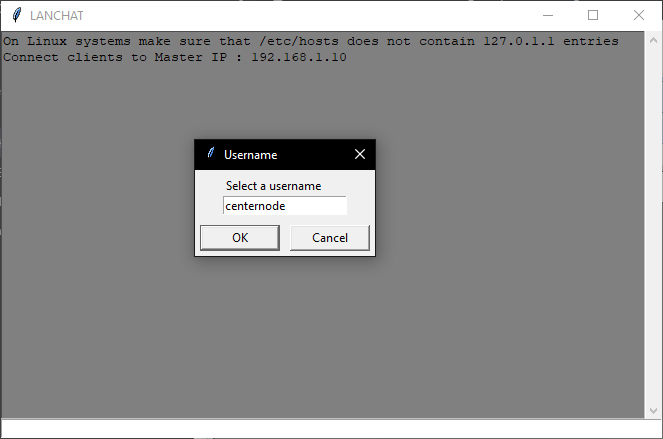 LANCHAT
On Linux systems make sure that /etc/hosts does not contain 127.0.1.1 entries
Connect clients to Master IP : 192.168.1.10
Username
Select a username
centernode
OK Cancel